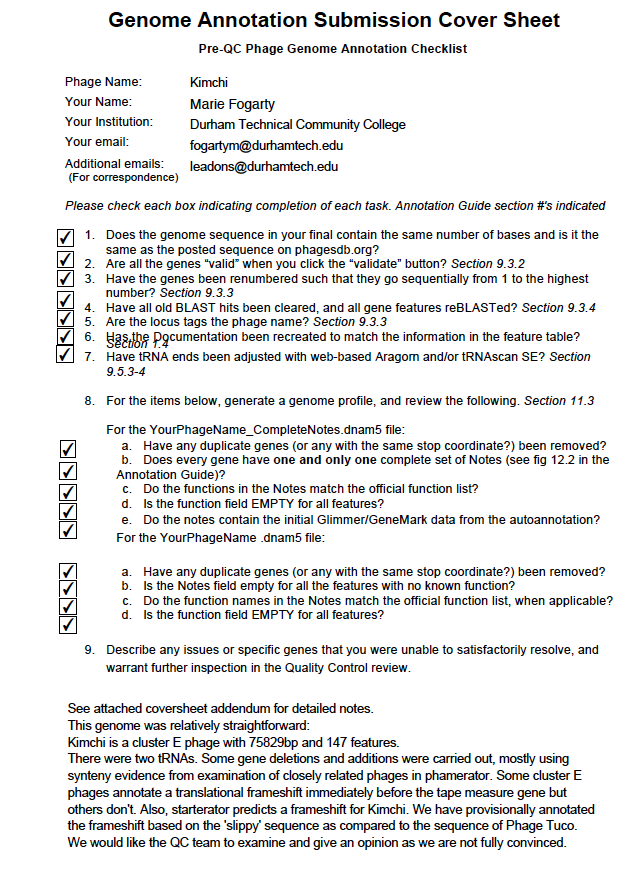 Genome Annotation Submission Cover Sheet
Pre-QC Phage Genome Annotation Checklist
Phage Name: Kimchi
Your Name: Marie Fogarty
Your Institution: Durham Technical Community College
Your email: fogartym@durhamtech.edu
Additional emails: leadons@durhamtech.edu
(For correspondence)
Please check each box indicating completion of each task. Annotation Guide section #'s indicated
1. Does the genome sequence in your final contain the same number of bases and is it the
same as the posted sequence on phagesdb.org?
2. Are all the genes “valid” when you click the “validate” button? Section 9.3.2
3. Have the genes been renumbered such that they go sequentially from 1 to the highest
number? Section 9.3.3
4. Have all old BLAST hits been cleared, and all gene features reBLASTed? Section 9.3.4
5. Are the locus tags the phage name? Section 9.3.3
6. Has the Documentation been recreated to match the information in the feature table?
Section 1.4
7. Have tRNA ends been adjusted with web-based Aragorn and/or tRNAscan SE? Section
9.5.3-4
8. For the items below, generate a genome profile, and review the following. Section 11.3
For the YourPhageName_CompleteNotes.dnam5 file:
a. Have any duplicate genes (or any with the same stop coordinate?) been removed?
b. Does every gene have one and only one complete set of Notes (see fig 12.2 in the
Annotation Guide)?
c. Do the functions in the Notes match the official function list?
d. Is the function field EMPTY for all features?
e. Do the notes contain the initial Glimmer/GeneMark data from the autoannotation?
For the YourPhageName .dnam5 file:
a. Have any duplicate genes (or any with the same stop coordinate?) been removed?
b. Is the Notes field empty for all the features with no known function?
c. Do the function names in the Notes match the official function list, when applicable?
d. Is the function field EMPTY for all features?
9. Describe any issues or specific genes that you were unable to satisfactorily resolve, and
warrant further inspection in the Quality Control review.
See attached coversheet addendum for detailed notes.
This genome was relatively straightforward:
Kimchi is a cluster E phage with 75829bp and 147 features.
There were two tRNAs. Some gene deletions and additions were carried out, mostly using
synteny evidence from examination of closely related phages in phamerator. Some cluster E
phages annotate a translational frameshift immediately before the tape measure gene but
others don't. Also, starterator predicts a frameshift for Kimchi. We have provisionally annotated
the frameshift based on the 'slippy' sequence as compared to the sequence of Phage Tuco.
We would like the QC team to examine and give an opinion as we are not fully convinced.